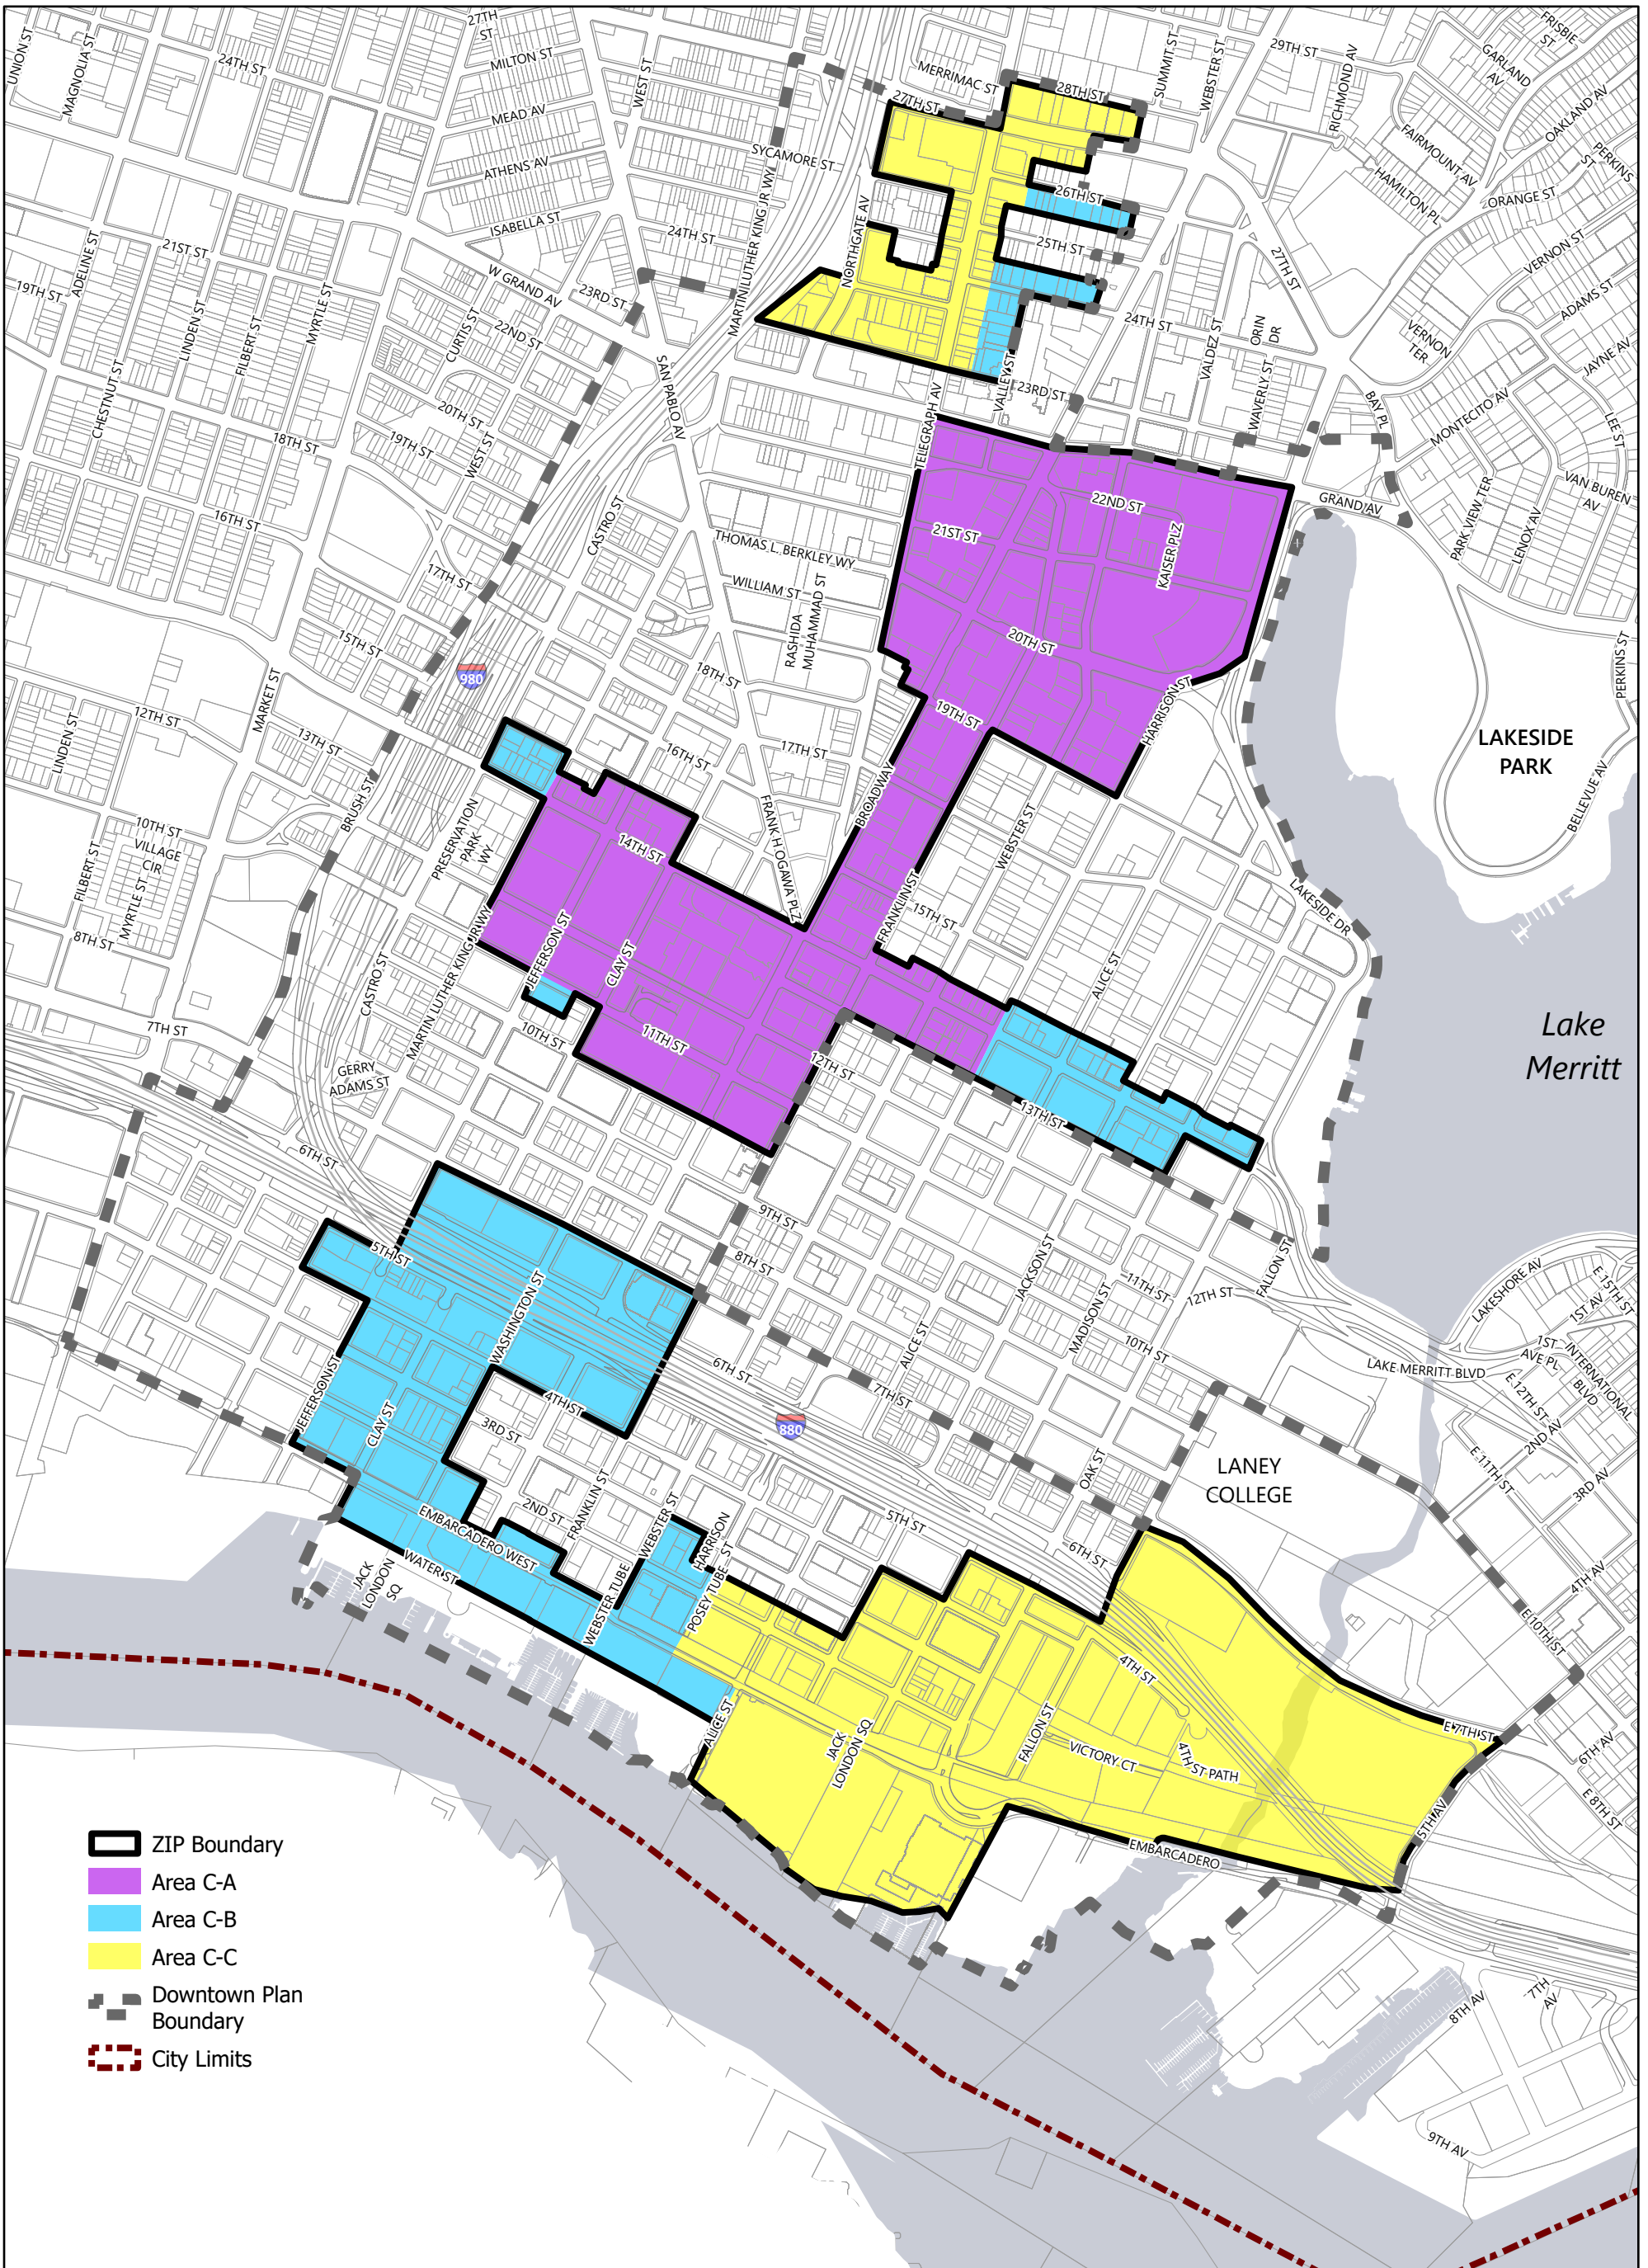 27TH
ST
UNION ST
MAGNOLIA ST
24TH ST
MILTON ST
WEST ST
MEAD AV
ATHENS AV
ISABELLA ST
SYCAMORE ST
24TH ST
MERRIMAC ST
27TH ST
28TH ST
SUMMIT ST
WEBSTER ST
29TH ST
RICHMOND AV
GARLAND
AV
FRISBIE
ST
OAKLAND AV
FAIRMOUNT AV
PERKINS
ST
HAMILTON PL
ORANGE ST
VERNON ST
ADAMS ST
JAYNE AV
VERNON
TER
BAY PL
MONTECITO AV
LEE ST
VAN BUREN
AV
PARK VIEW TER
LENOX AV
26TH ST
25TH ST
27TH ST
24TH ST
VALDEZ ST
ORIN
DR
WAVERLY ST
23RD ST
VALLEY ST
NORTHGATE AV
MARTIN LUTHER KING JR WY
21ST ST
ADELINE ST
19TH ST
LINDEN ST
FILBERT ST
MYRTLE ST
CHESTNUT ST
W GRAND AV
23RD ST
22ND ST
CURTIS ST
20TH ST
19TH ST
WEST ST
18TH ST
16TH ST
17TH ST
15TH ST
SAN PABLO AV
CASTRO ST
TELEGRAPH AV
GRAND AV
22ND ST
21ST ST
KAISER PLZ
THOMAS L. BERKLEY WY
WILLIAM ST
RASHIDA
MUHAMMAD ST
20TH ST
18TH ST
19TH ST
HARRISON ST
980
12TH ST
MARKET ST
13TH ST
LINDEN ST
BRUSH ST
10TH ST
VILLAGE
CIR
FILBERT ST
MYRTLE ST
8TH ST
7TH ST
PRESERVATION
PARK
WY
16TH ST
17TH ST
14TH ST
BROADWAY
FRANK H OGAWA PLZ
FRANKLIN ST
WEBSTER ST
15TH ST
ALICE ST
LAKESIDE DR
LAKESIDE
PARK
PERKINS ST
BELLEVUE AV
Lake
Merritt
JEFFERSON ST
CLAY ST
MARTIN LUTHER KING JR WY
CASTRO ST
10TH ST
11TH ST
12TH ST
13TH ST
GERRY
ADAMS ST
6TH ST
9TH ST
8TH ST
5TH ST
WASHINGTON ST
JACKSON ST
MADISON ST
11TH ST
12TH ST
FALLON ST
10TH ST
ALICE ST
6TH ST
7TH ST
LAKESHORE AV
E 15TH ST
1ST AV
1ST
AVE PL
INTERNATIONAL
BLVD
LAKE MERRITT BLVD
E 12TH ST
2ND AV
E 11TH ST
3RD AV
4TH AV
E 10TH ST
JEFFERSON ST
CLAY ST
4TH ST
3RD ST
880
OAK ST
LANEY
COLLEGE
2ND ST
FRANKLIN ST
WEBSTER ST
HARRISON
ST
5TH ST
6TH ST
EMBARCADERO WEST
WATER ST
JACK
LONDON
SQ
WEBSTER TUBE
POSEY TUBE
ALICE ST
JACK
LONDON SQ
FALLON ST
4TH ST
VICTORY CT
4TH ST PATH
E 7TH ST
6TH AV
E 8TH ST
5TH AV
EMBARCADERO
8TH AV
7TH
AV
9TH AV
ZIP Boundary
Area C-A
Area C-B
Area C-C
Downtown Plan
Boundary
City Limits